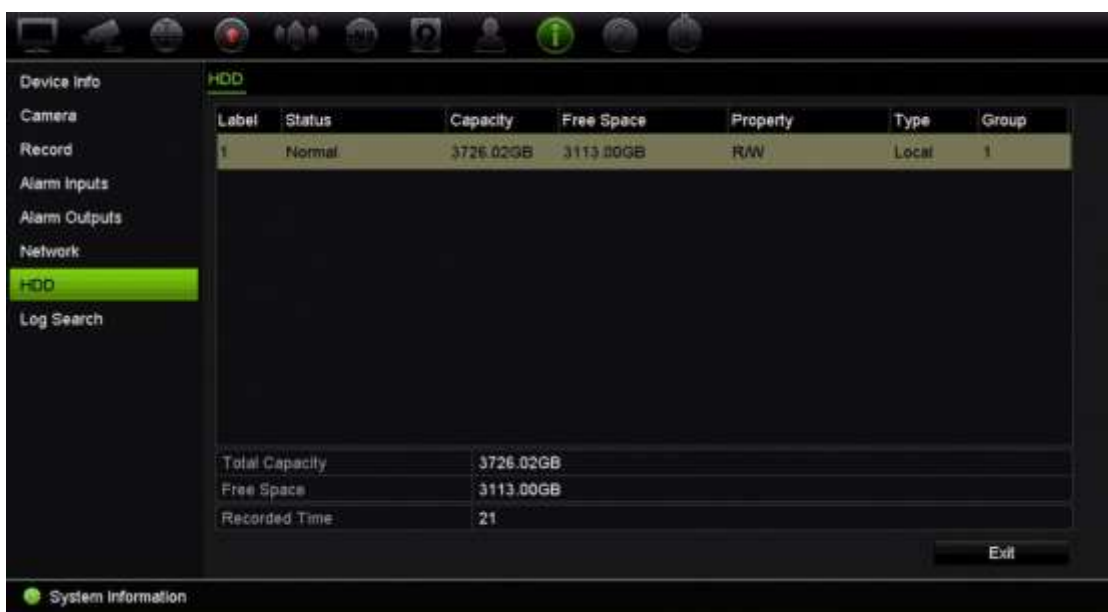 Device Info
HDD
Camera
Label Status Capacity Free Space Property Type Group
Record
1 Normal 3726.02GB 3113.00GB R/W Local 1
Alarm Inputs
Alarm Outputs
Network
HDD
Log Search
Total Capacity 3726.02GB
Free Space 3113.00GB
Recorded Time 21
Exit
System Information